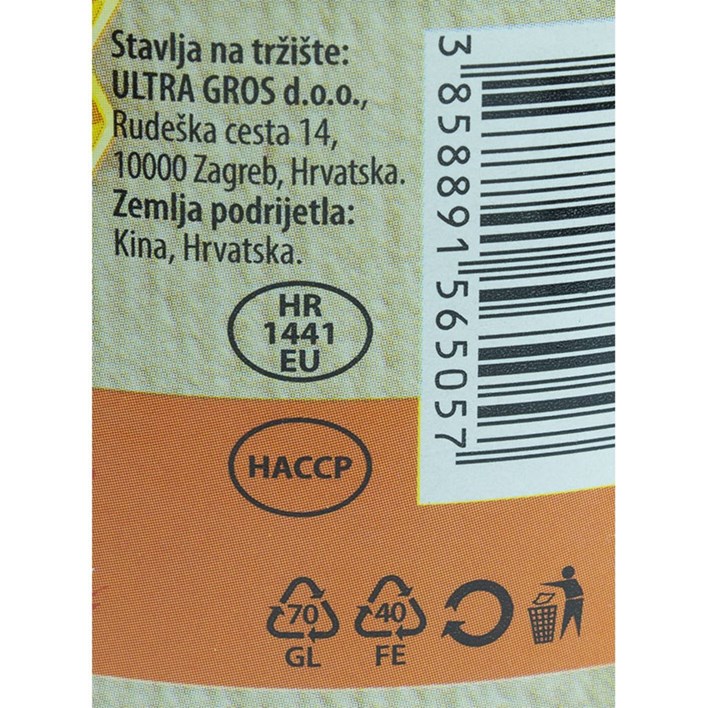 Stavlja na tržište:
ULTRA GROS d.o.o.,
Rudeška cesta 14,
10000 Zagreb, Hrvatska.
Zemlja podrijetla:
Kina, Hrvatska.
HR
1441
EU
HACCP
3 858891 565057
70
GL
40
FE